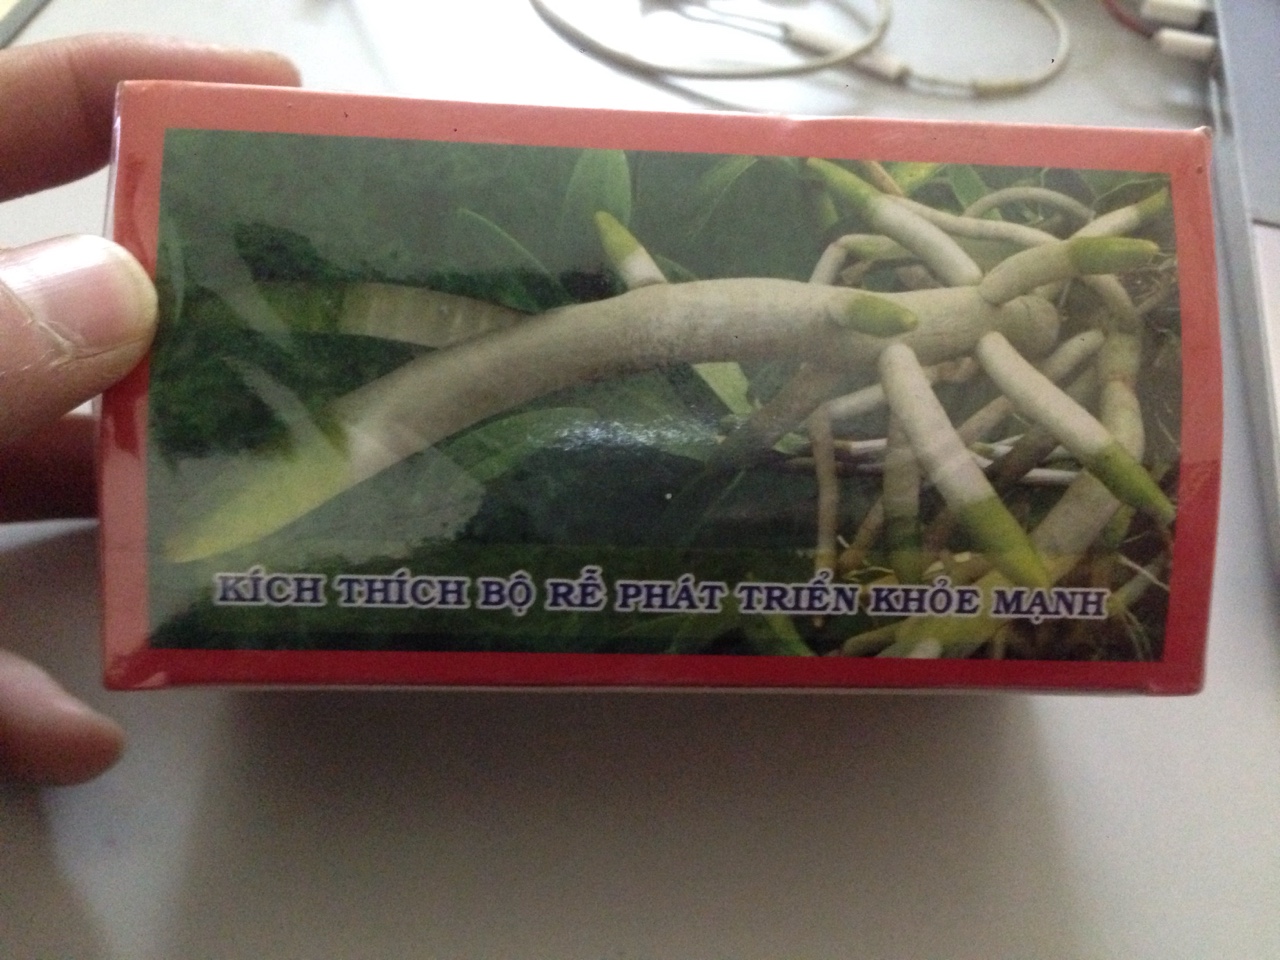 KÍCH THÍCH BỘ RỄ PHÁT TRIỂN KHỎE MẠNH